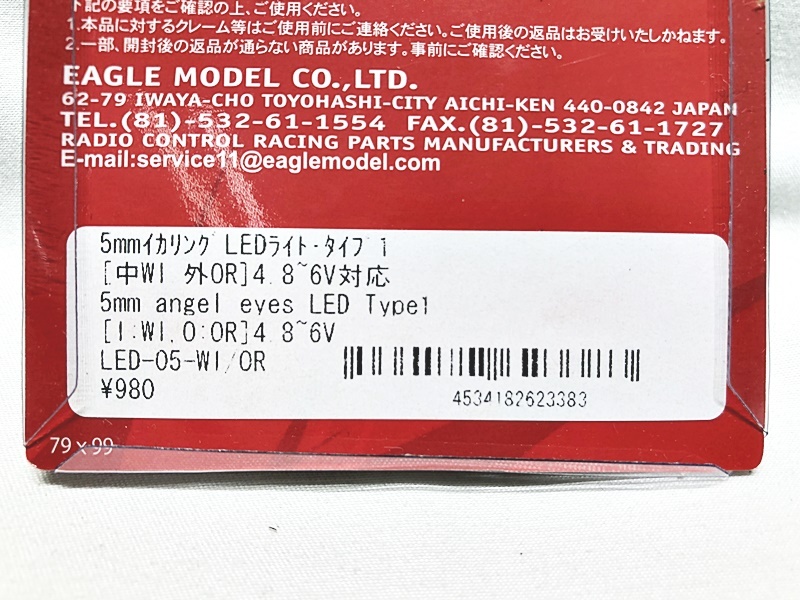 下記の要項をご確認の上、ご使用ください。
1.本品に対するクレーム等はご使用前にご連絡ください。ご使用後の返品はお受けいたしかねます。
2.一部、開封後の返品が通らない商品があります。事前にご確認ください。
EAGLE MODEL CO.,LTD.
62-79 IWAYA-CHO TOYOHASHI-CITY AICHI-KEN 440-0842 JAPAN
TEL.(81)-532-61-1554 FAX.(81)-532-61-1727
RADIO CONTROL RACING PARTS MANUFACTURERS & TRADING
E-mail:service11@eaglemodel.com
5mmイカリング LEDライト-タイプ 1
[中WI 外OR]4.8~6V対応
5mm angel eyes LED Type1
[I:WI,O:OR]4.8~6V
LED-05-WI/OR
¥980
4534182623383
79 x 99